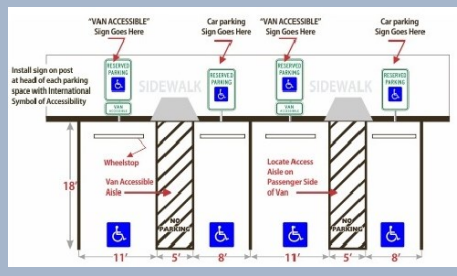 "VAN ACCESSIBLE"
Sign Goes Here
Car parking
Sign Goes Here
"VAN ACCESSIBLE"
Sign Goes Here
Car parking
Sign Goes Here
Install sign on post
at head of each parking
space with International
Symbol of Accessibility
RESERVED
PARKING
VAN
ACCESSIBLE
RESERVED
PARKING
RESERVED
PARKING
VAN
ACCESSIBLE
RESERVED
PARKING
SIDEWALK
SIDEWALK
Wheelstop
Van Accessible
Aisle
Locate Access
Aisle on
Passenger Side
of Van
18'
NO
PARKING
NO
PARKING
11'
5'
8'
11'
5'
8'